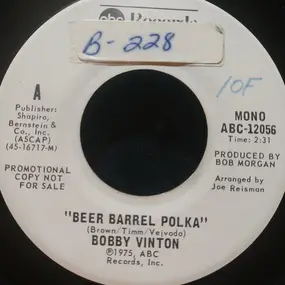 abc Records
B-228
10F
A
Publisher:
Shapiro,
Bernstein &
Co., Inc.
(ASCAP)
(45-16717-M)
PROMOTIONAL
COPY NOT
FOR SALE
MONO
ABC-12056
Time: 2:31
PRODUCED BY
BOB MORGAN
Arranged by
Joe Reisman
"BEER BARREL POLKA"
(Brown/Timm/Vejvoda)
BOBBY VINTON
℗1975, ABC
Records, Inc.